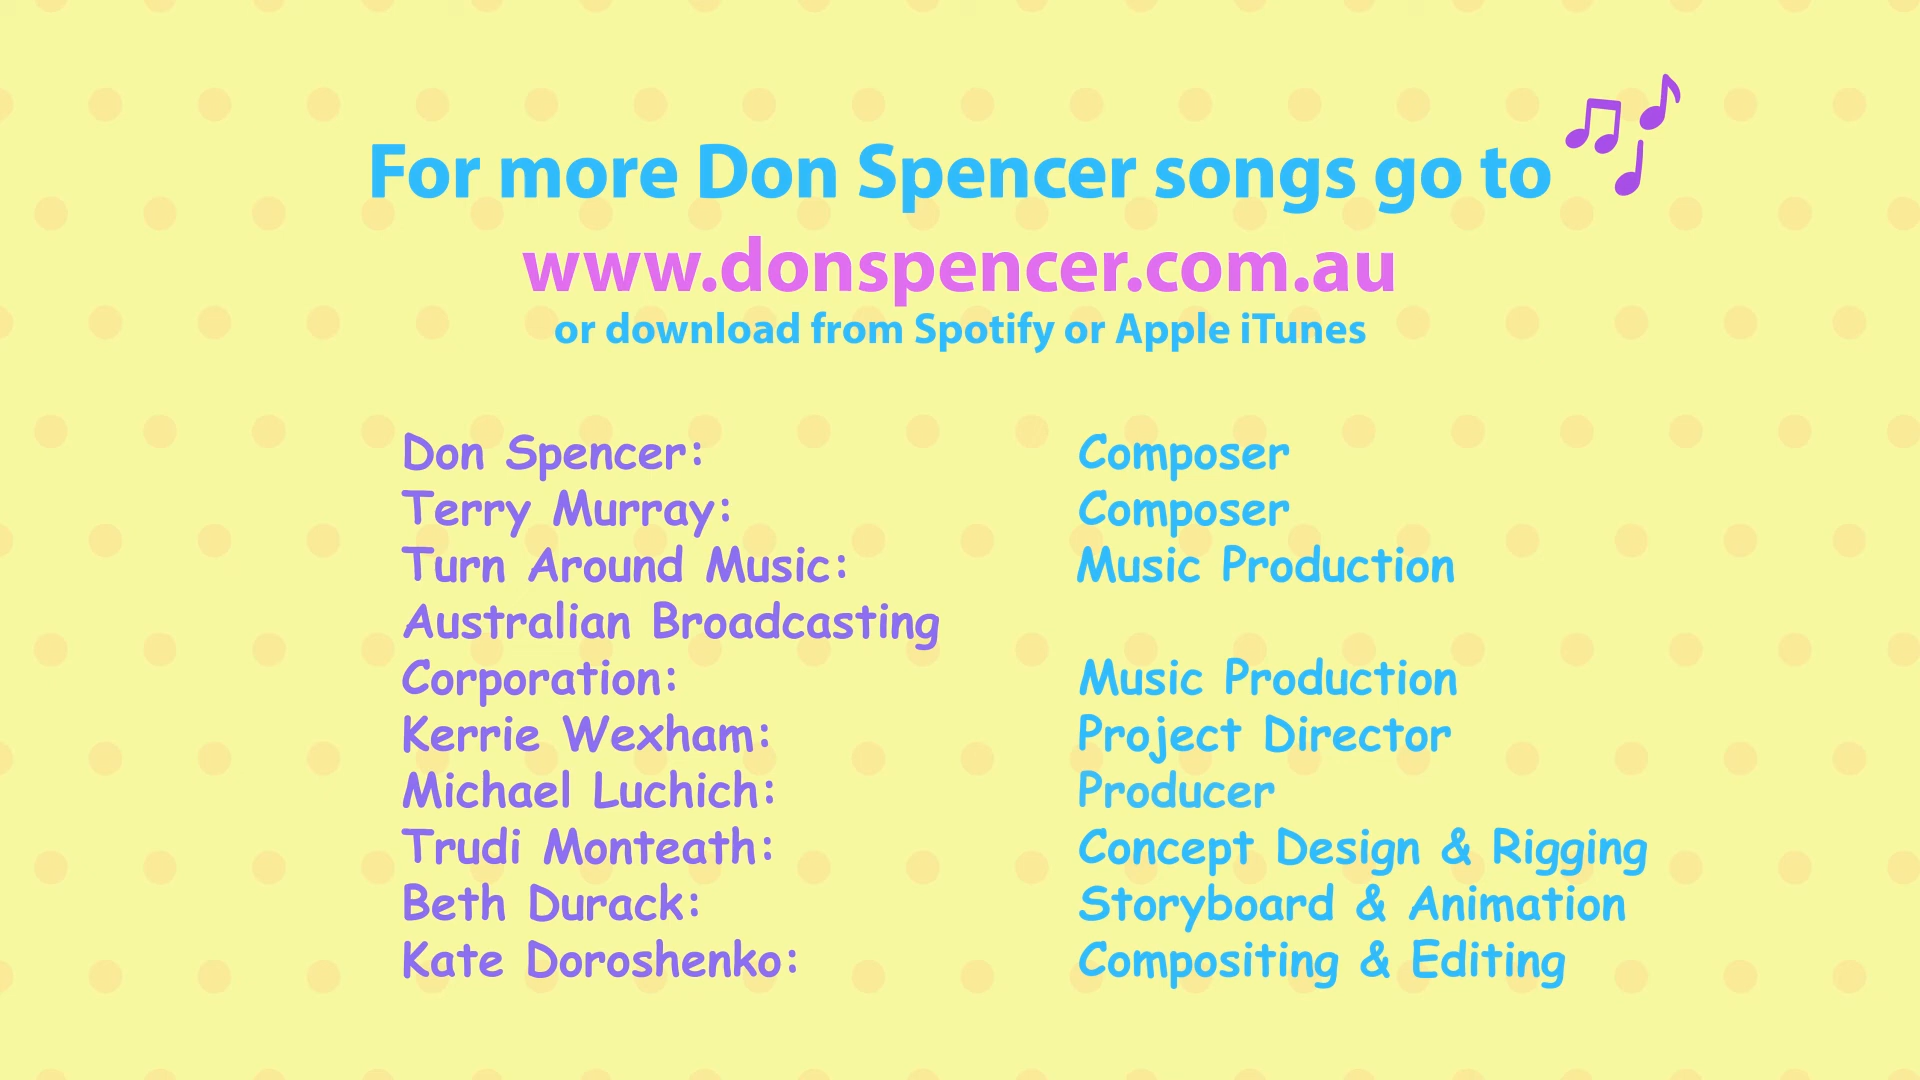 For more Don Spencer songs go to
www.donspencer.com.au
or download from Spotify or Apple iTunes
Don Spencer: Composer
Terry Murray: Composer
Turn Around Music: Music Production
Australian Broadcasting
Corporation: Music Production
Kerrie Wexham: Project Director
Michael Luchich: Producer
Trudi Monteath: Concept Design & Rigging
Beth Durack: Storyboard & Animation
Kate Doroshenko: Compositing & Editing